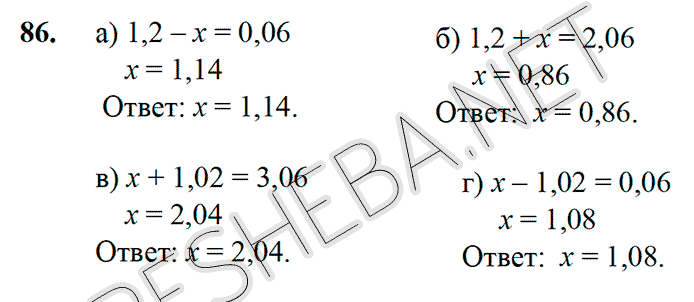 86. а) 1,2 – x = 0,06
x = 1,14
Ответ: x = 1,14.
б) 1,2 + x = 2,06
x = 0,86
Ответ: x = 0,86.
в) x + 1,02 = 3,06
x = 2,04
Ответ: x = 2,04.
г) x – 1,02 = 0,06
x = 1,08
Ответ: x = 1,08.
RESHEBA.NET